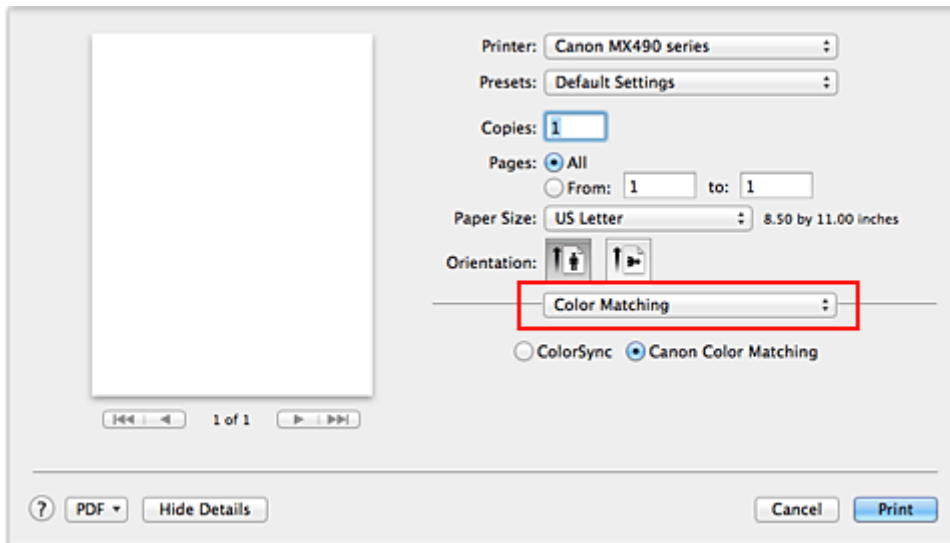 Printer: Canon MX490 series
Presets: Default Settings
Copies: 1
Pages: All
From: 1 to: 1
Paper Size: US Letter 8.50 by 11.00 inches
Orientation:
Color Matching
ColorSync Canon Color Matching
1 of 1
? PDF Hide Details Cancel Print